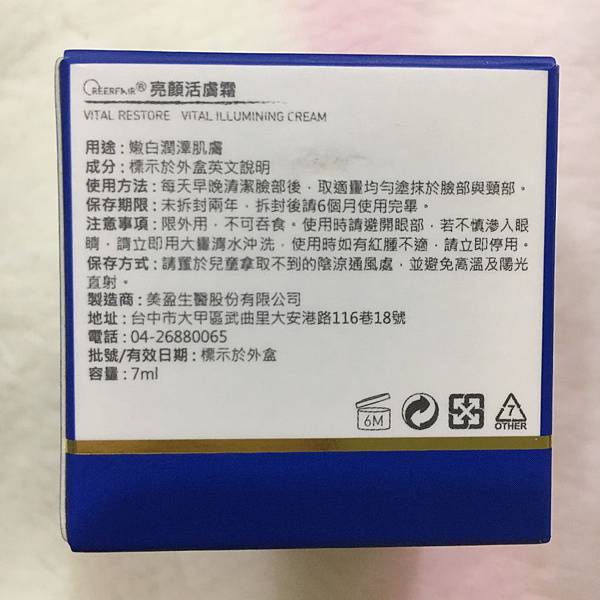 CREERFAIR® 亮顏活膚霜
VITAL RESTORE VITAL ILLUMINING CREAM
用途：嫩白潤澤肌膚
成分：標示於外盒英文說明
使用方法：每天早晚清潔臉部後，取適量均勻塗抹於臉部與頸部。
保存期限：未拆封兩年，拆封後請6個月使用完畢。
注意事項：限外用，不可吞食。使用時請避開眼部，若不慎滲入眼
睛，請立即用大量清水沖洗，使用時如有紅腫不適，請立即停用。
保存方式：請置於兒童拿取不到的陰涼通風處，並避免高溫及陽光
直射。
製造商：美盈生醫股份有限公司
地址：台中市大甲區武曲里大安港路116巷18號
電話：04-26880065
批號/有效日期：標示於外盒
容量：7ml
6M
7
OTHER